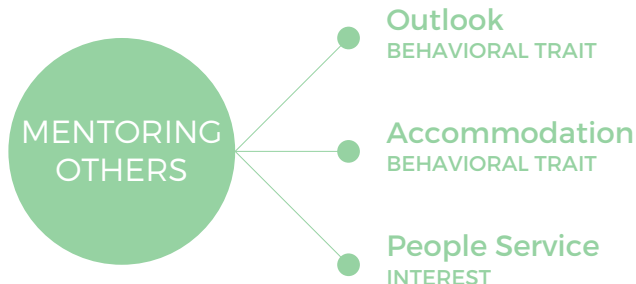 MENTORING
OTHERS
Outlook
BEHAVIORAL TRAIT
Accommodation
BEHAVIORAL TRAIT
People Service
INTEREST